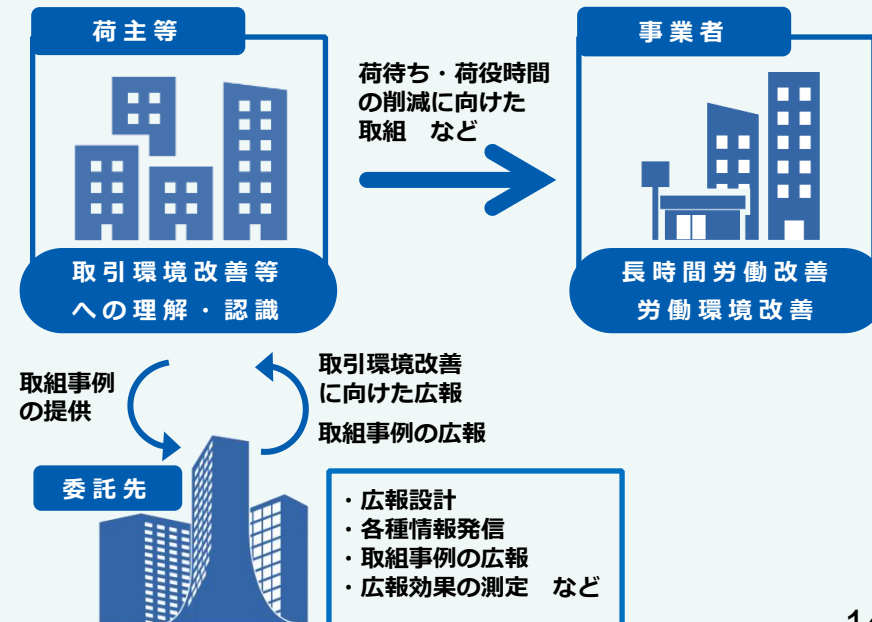 荷主等
事業者
荷待ち・荷役時間
の削減に向けた
取組　など
取引環境改善等
への理解・認識
長時間労働改善
労働環境改善
取組事例
の提供
取引環境改善
に向けた広報
取組事例の広報
委託先
・広報設計
・各種情報発信
・取組事例の広報
・広報効果の測定　など